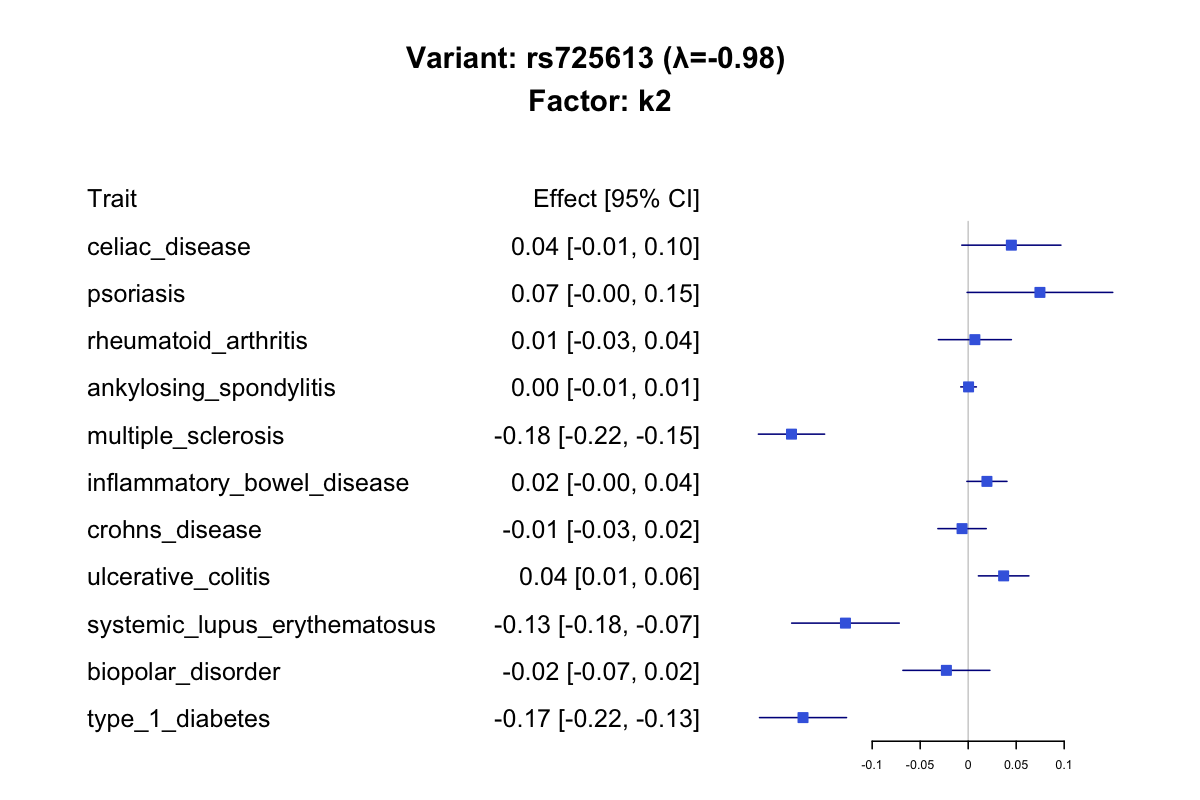 Variant: rs725613 (λ=-0.98)
Factor: k2
Trait Effect [95% CI]
celiac_disease 0.04 [-0.01, 0.10]
psoriasis 0.07 [-0.00, 0.15]
rheumatoid_arthritis 0.01 [-0.03, 0.04]
ankylosing_spondylitis 0.00 [-0.01, 0.01]
multiple_sclerosis -0.18 [-0.22, -0.15]
inflammatory_bowel_disease 0.02 [-0.00, 0.04]
crohns_disease -0.01 [-0.03, 0.02]
ulcerative_colitis 0.04 [0.01, 0.06]
systemic_lupus_erythematosus -0.13 [-0.18, -0.07]
biopolar_disorder -0.02 [-0.07, 0.02]
type_1_diabetes -0.17 [-0.22, -0.13]
-0.1 -0.05 0 0.05 0.1